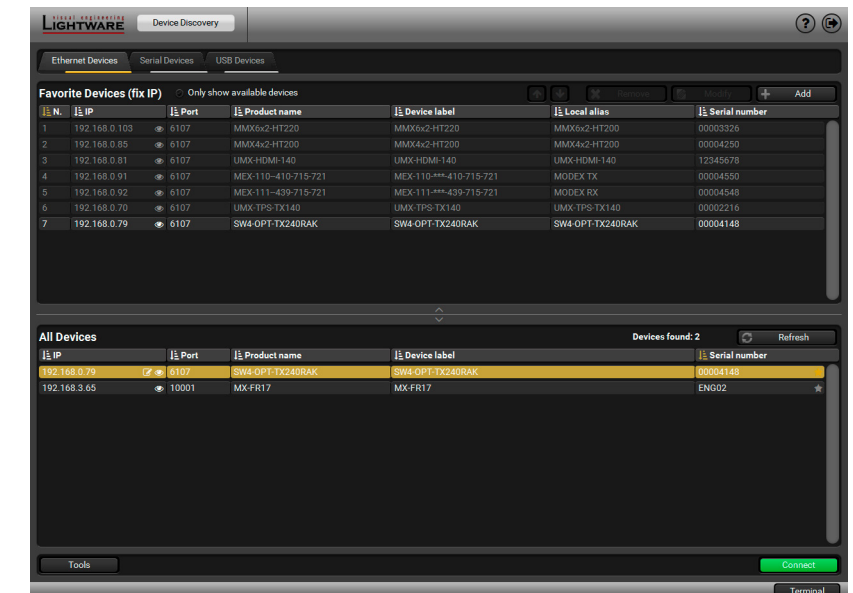 visual engineering
LIGHTWARE
Device Discovery
?
Ethernet Devices Serial Devices USB Devices
Favorite Devices (fix IP) Only show available devices Remove Modify Add
N. IP Port Product name Device label Local alias Serial number
1 192.168.0.103 6107 MMX6x2-HT220 MMX6x2-HT220 MMX6x2-HT200 00003326
2 192.168.0.85 6107 MMX4x2-HT200 MMX4x2-HT200 MMX4x2-HT200 00004250
3 192.168.0.81 6107 UMX-HDMI-140 UMX-HDMI-140 UMX-HDMI-140 12345678
4 192.168.0.91 6107 MEX-110--410-715-721 MEX-110-***-410-715-721 MODEX TX 00004550
5 192.168.0.92 6107 MEX-111--439-715-721 MEX-111-***-439-715-721 MODEX RX 00004548
6 192.168.0.70 6107 UMX-TPS-TX140 UMX-TPS-TX140 UMX-TPS-TX140 00002216
7 192.168.0.79 6107 SW4-OPT-TX240RAK SW4-OPT-TX240RAK SW4-OPT-TX240RAK 00004148
All Devices Devices found: 2 Refresh
IP Port Product name Device label Serial number
192.168.0.79 6107 SW4-OPT-TX240RAK SW4-OPT-TX240RAK 00004148
192.168.3.65 10001 MX-FR17 MX-FR17 ENG02
Tools Connect
Terminal